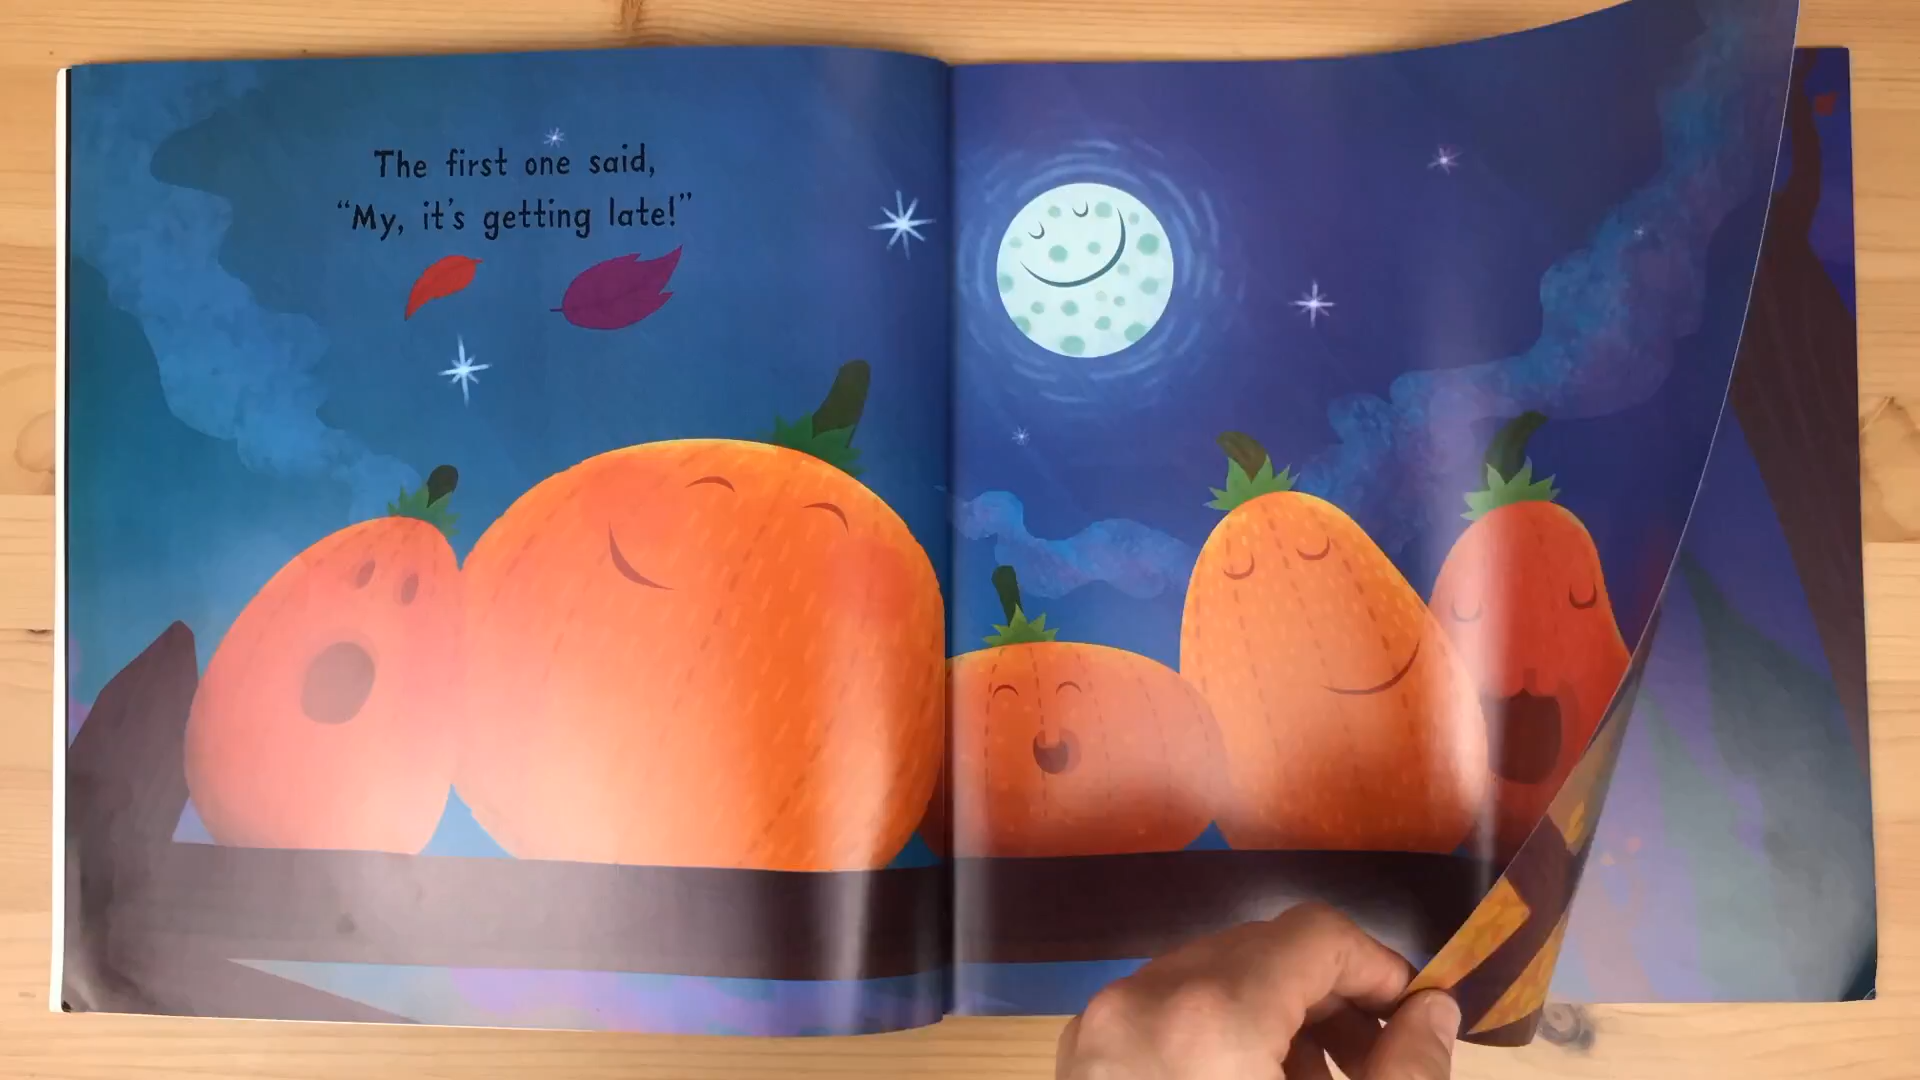 The first one said,
“My, it's getting late!”